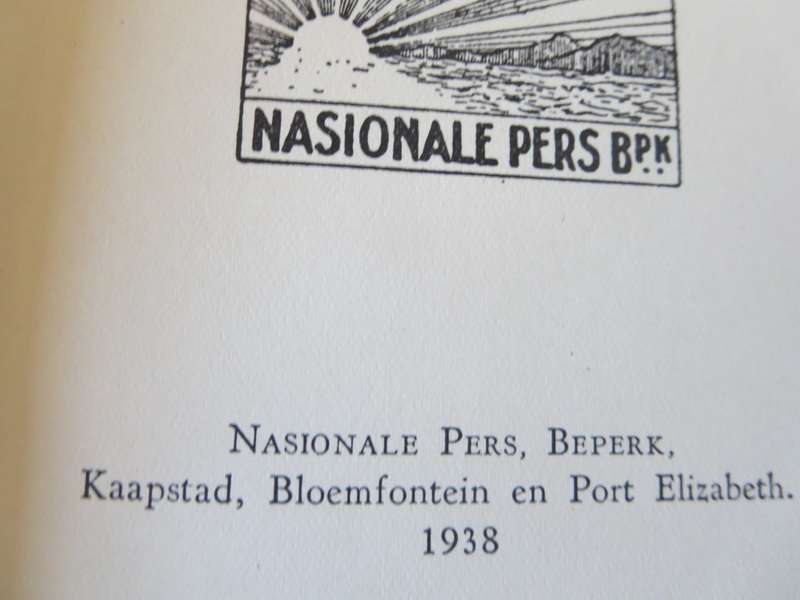 NASIONALE PERS BPK
NASIONALE PERS, BEPERK,
Kaapstad, Bloemfontein en Port Elizabeth.
1938